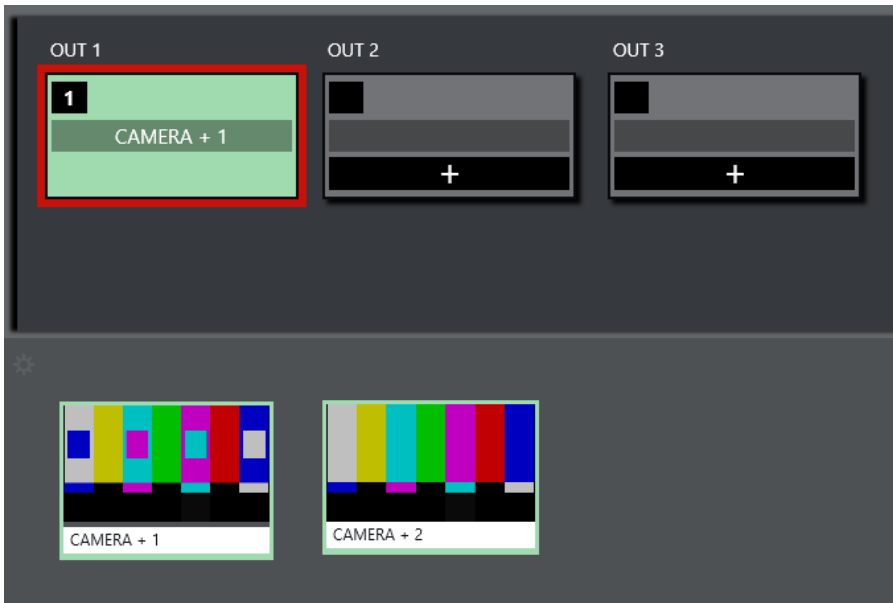 OUT 1
OUT 2
OUT 3
1
CAMERA + 1
+
+
CAMERA + 1
CAMERA + 2